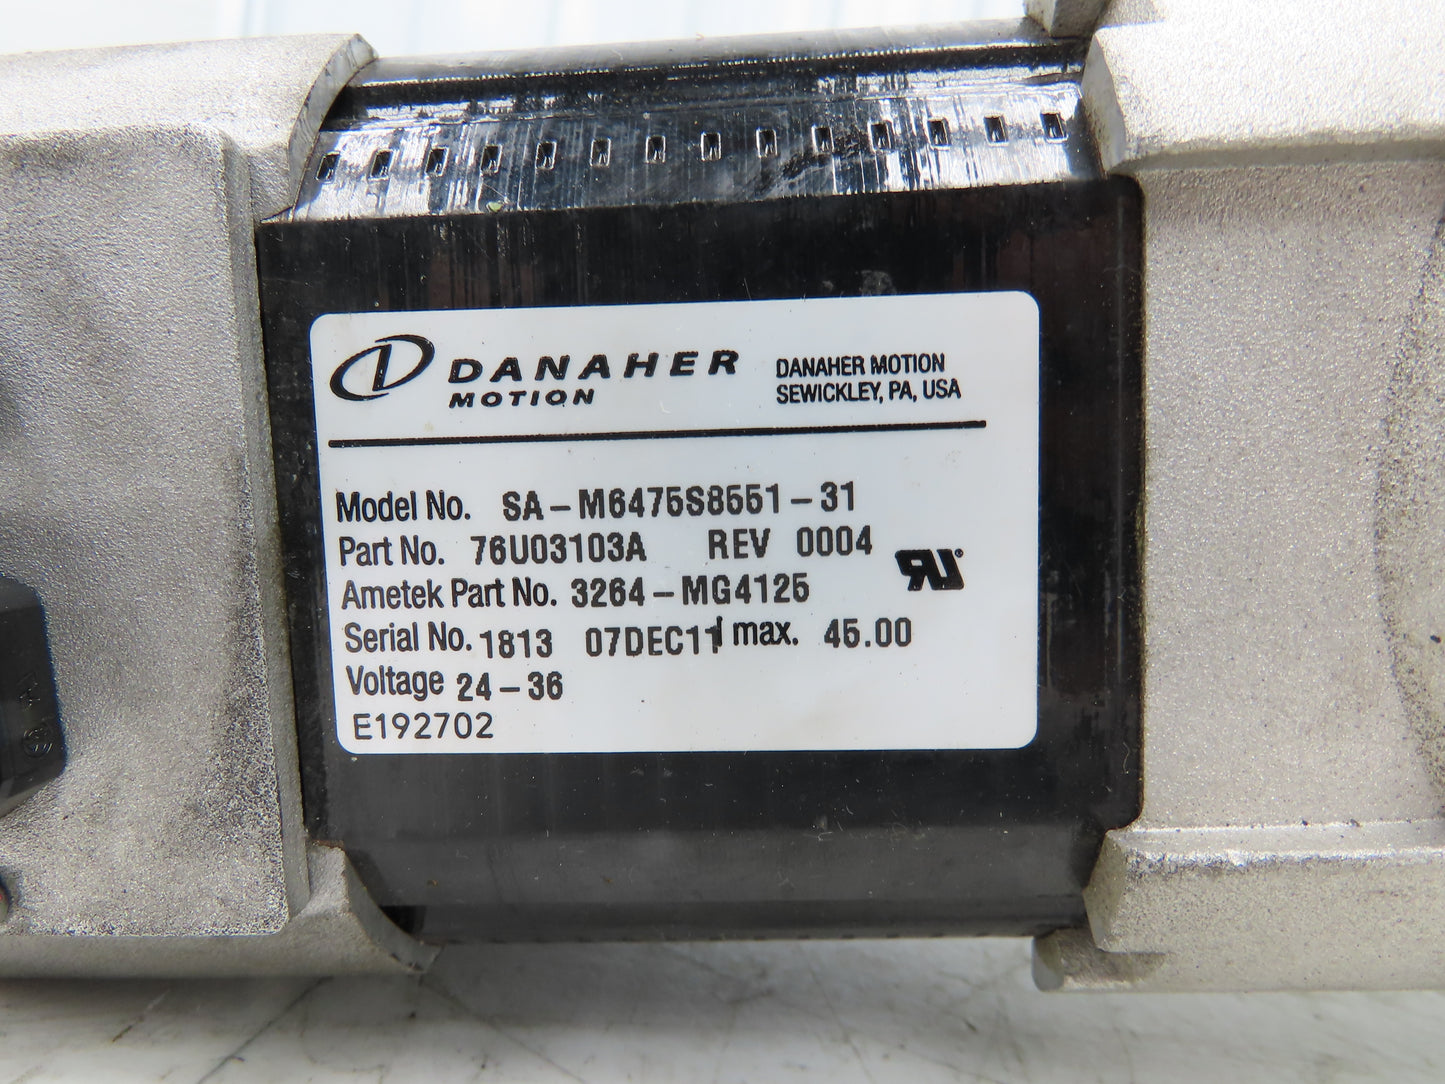 DANAHER
MOTION
DANAHER MOTION
SEWICKLEY, PA, USA
Model No. SA-M6475S8551-31
Part No. 76U03103A REV 0004
Ametek Part No. 3264-MG4125
Serial No. 1813 07DEC11 I max. 45.00
Voltage 24-36
E192702